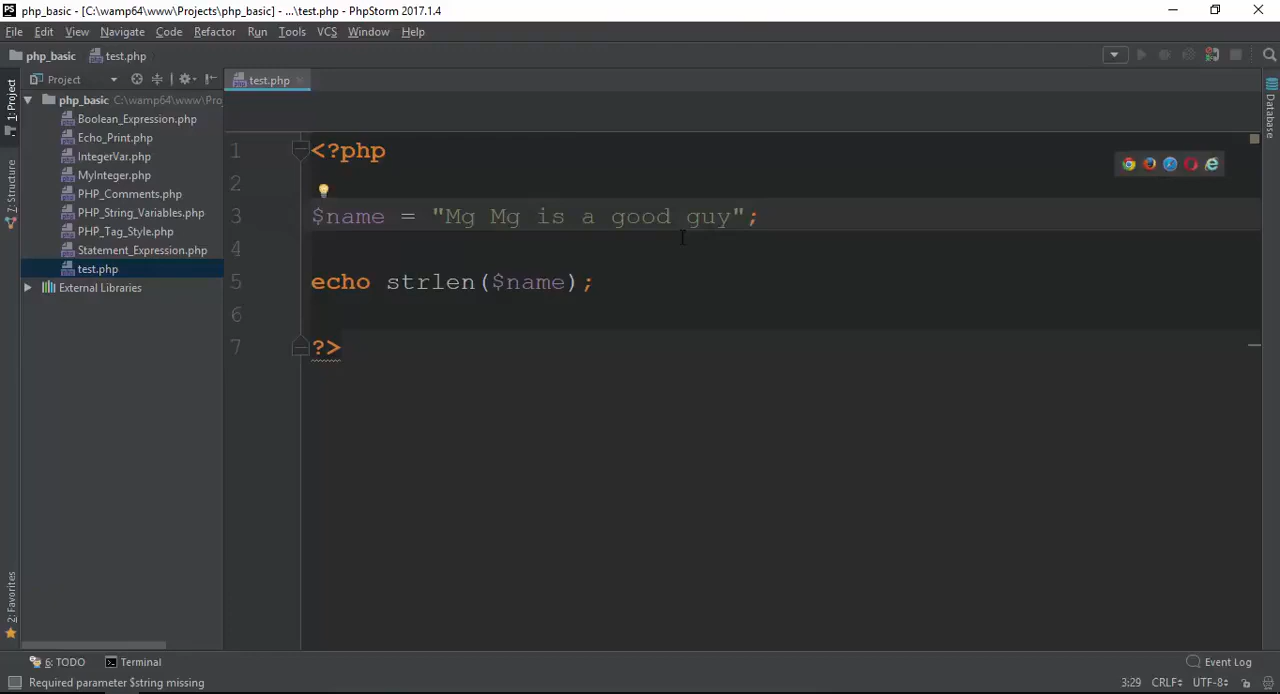 PS php_basic - [C:\wamp64\www\Projects\php_basic] - ...\test.php - PhpStorm 2017.1.4
File Edit View Navigate Code Refactor Run Tools VCS Window Help
php_basic test.php
Project test.php
1: Project
php_basic C:\wamp64\www\Pro
Boolean_Expression.php
Echo_Print.php
IntegerVar.php
MyInteger.php
PHP_Comments.php
PHP_String_Variables.php
PHP_Tag_Style.php
Statement_Expression.php
test.php
External Libraries
7: Structure
2: Favorites
Database
1 <?php
2
3 $name = "Mg Mg is a good guy";
4
5 echo strlen($name);
6
7 ?>
6: TODO Terminal Event Log
Required parameter $string missing 3:29 CRLF UTF-8